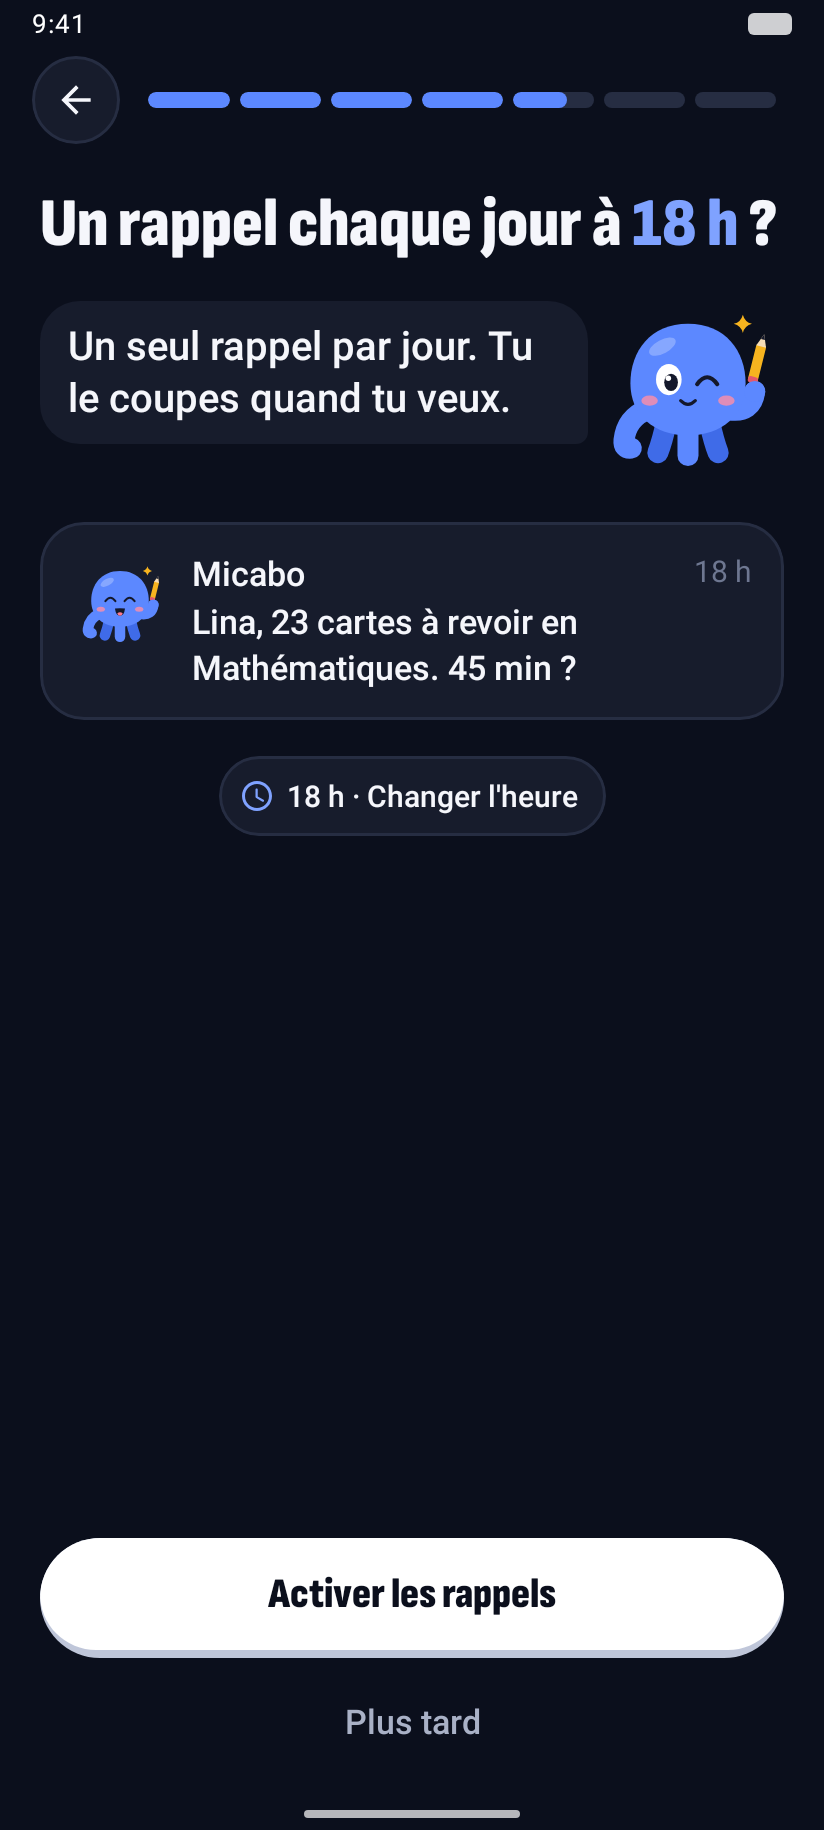 9:41
Un rappel chaque jour à 18 h ?
Un seul rappel par jour. Tu
le coupes quand tu veux.
Micabo
18 h
Lina, 23 cartes à revoir en
Mathématiques. 45 min ?
18 h · Changer l'heure
Activer les rappels
Plus tard